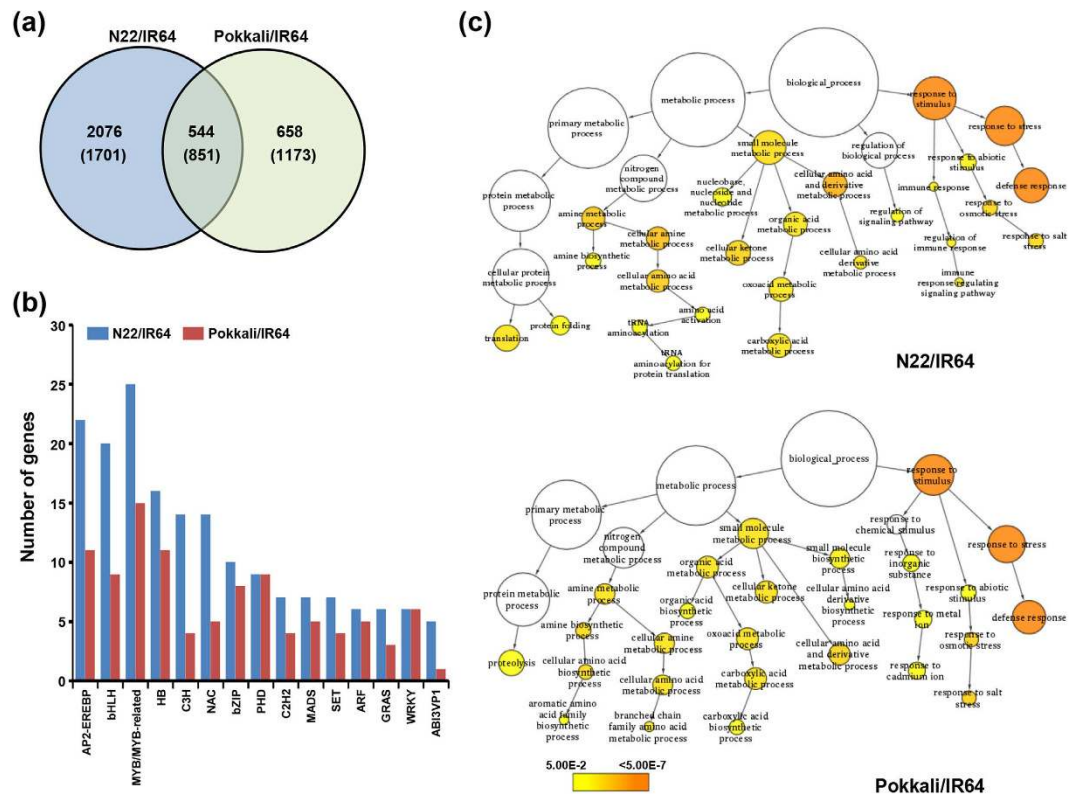 (a)
N22/IR64
Pokkali/IR64
2076
(1701)
544
(851)
658
(1173)
(b)
N22/IR64
Pokkali/IR64
Number of genes
30
25
20
15
10
5
0
AP2-EREBP
bHLH
MYB/MYB-related
HB
C3H
NAC
bZIP
PHD
C2H2
MADS
SET
ARF
GRAS
WRKY
ABI3VP1
(c)
biological_process
metabolic process
primary metabolic
process
response to
stimulus
response to stress
defense response
small molecule
metabolic process
regulation of
biological process
response to abiotic
stimulus
nitrogen
compound metabolic
process
nucleobase,
nucleoside and
nucleotide
metabolic process
cellular amino acid
and derivative metabolic
process
immune response
protein metabolic
process
amine metabolic
process
organic acid
metabolic process
regulation of
signaling pathway
response to
osmotic stress
cellular amine
metabolic process
cellular ketone
metabolic process
regulation of
immune response
response to salt
stress
amine biosynthetic
process
cellular amino acid
derivative
metabolic process
cellular protein
metabolic process
cellular amino acid
metabolic process
oxoacid metabolic
process
immune
response regulating
signaling pathway
translation
protein folding
tRNA
aminoacylation
amino acid
activation
carboxylic acid
metabolic process
tRNA
aminoacylation for
protein translation
N22/IR64
biological_process
metabolic process
response to
stimulus
primary metabolic
process
nitrogen
compound metabolic
process
small molecule
metabolic process
response to
chemical_stimulus
response to stress
organic acid
metabolic process
small molecule
biosynthetic
process
response to
inorganic
substance
protein metabolic
process
amine metabolic
process
cellular ketone
metabolic process
response to abiotic
stimulus
organic acid
biosynthetic
process
cellular amino acid
derivative
biosynthetic
process
response to metal
ion
defense response
amine biosynthetic
process
cellular amine
metabolic process
oxoacid metabolic
process
response to
osmotic stress
proteolysis
cellular amino acid
biosynthetic
process
cellular amino acid
metabolic process
carboxylic acid
metabolic process
cellular amino acid
and derivative
metabolic process
response to
cadmium ion
response to salt
stress
aromatic amino
acid family
biosynthetic process
branched chain
family amino acid
metabolic process
carboxylic acid
biosynthetic
process
5.00E-2
<5.00E-7
Pokkali/IR64